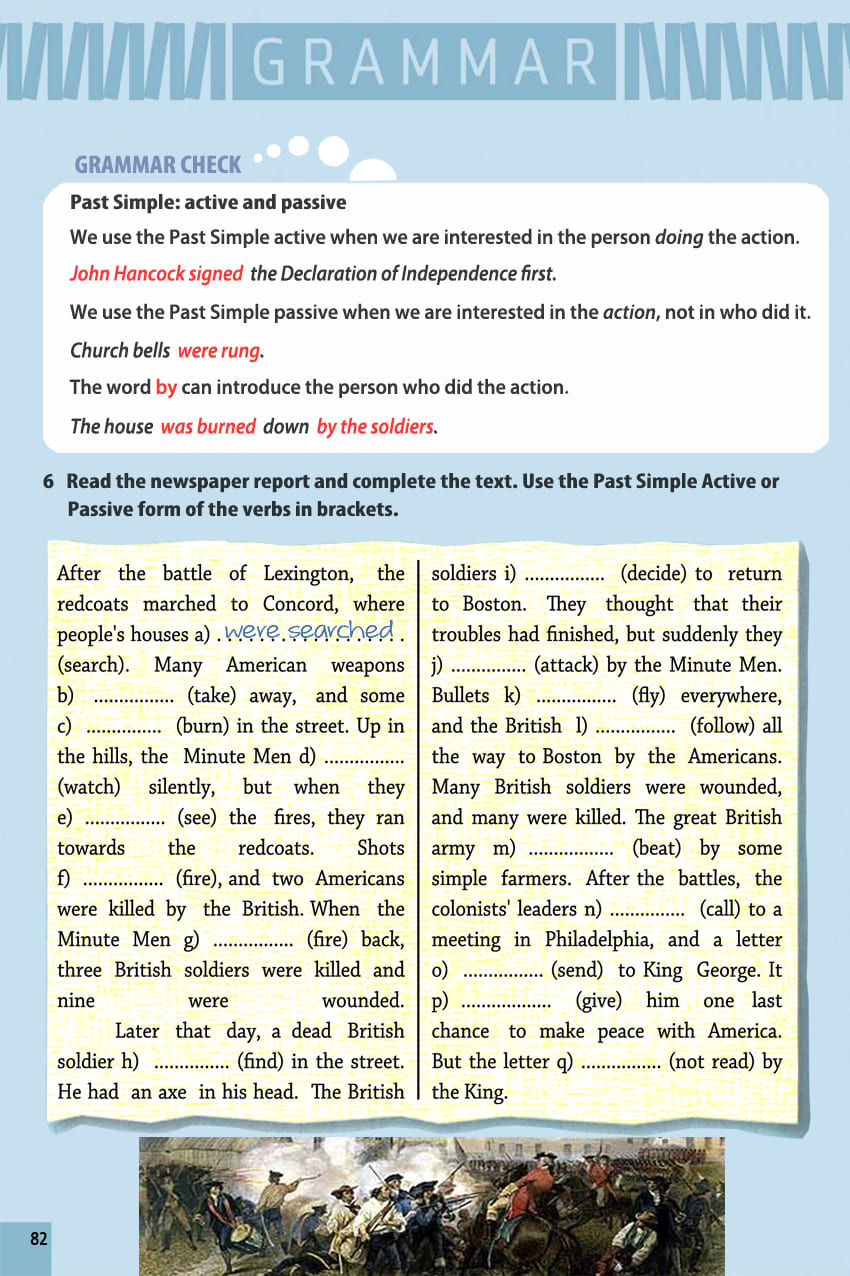 GRAMMAR
GRAMMAR CHECK
Past Simple: active and passive
We use the Past Simple active when we are interested in the person doing the action.
John Hancock signed the Declaration of Independence first.
We use the Past Simple passive when we are interested in the action, not in who did it.
Church bells were rung.
The word by can introduce the person who did the action.
The house was burned down by the soldiers.
6 Read the newspaper report and complete the text. Use the Past Simple Active or
Passive form of the verbs in brackets.
After the battle of Lexington, the
redcoats marched to Concord, where
people's houses a) .were searched.
(search). Many American weapons
b) ................ (take) away, and some
c) ............... (burn) in the street. Up in
the hills, the Minute Men d) ................
(watch) silently, but when they
e) ................ (see) the fires, they ran
towards the redcoats. Shots
f) ................ (fire), and two Americans
were killed by the British. When the
Minute Men g) ................ (fire) back,
three British soldiers were killed and
nine were wounded.
Later that day, a dead British
soldier h) ............... (find) in the street.
He had an axe in his head. The British
soldiers i) ................ (decide) to return
to Boston. They thought that their
troubles had finished, but suddenly they
j) ............... (attack) by the Minute Men.
Bullets k) ................ (fly) everywhere,
and the British l) ................ (follow) all
the way to Boston by the Americans.
Many British soldiers were wounded,
and many were killed. The great British
army m) ................. (beat) by some
simple farmers. After the battles, the
colonists' leaders n) ............... (call) to a
meeting in Philadelphia, and a letter
o) ................ (send) to King George. It
p) .................. (give) him one last
chance to make peace with America.
But the letter q) ................ (not read) by
the King.
82